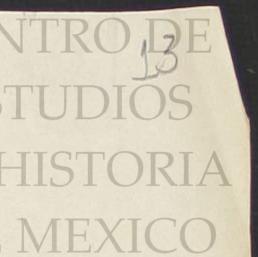 NTRO DE
13
STUDIOS
HISTORIA
MEXICO